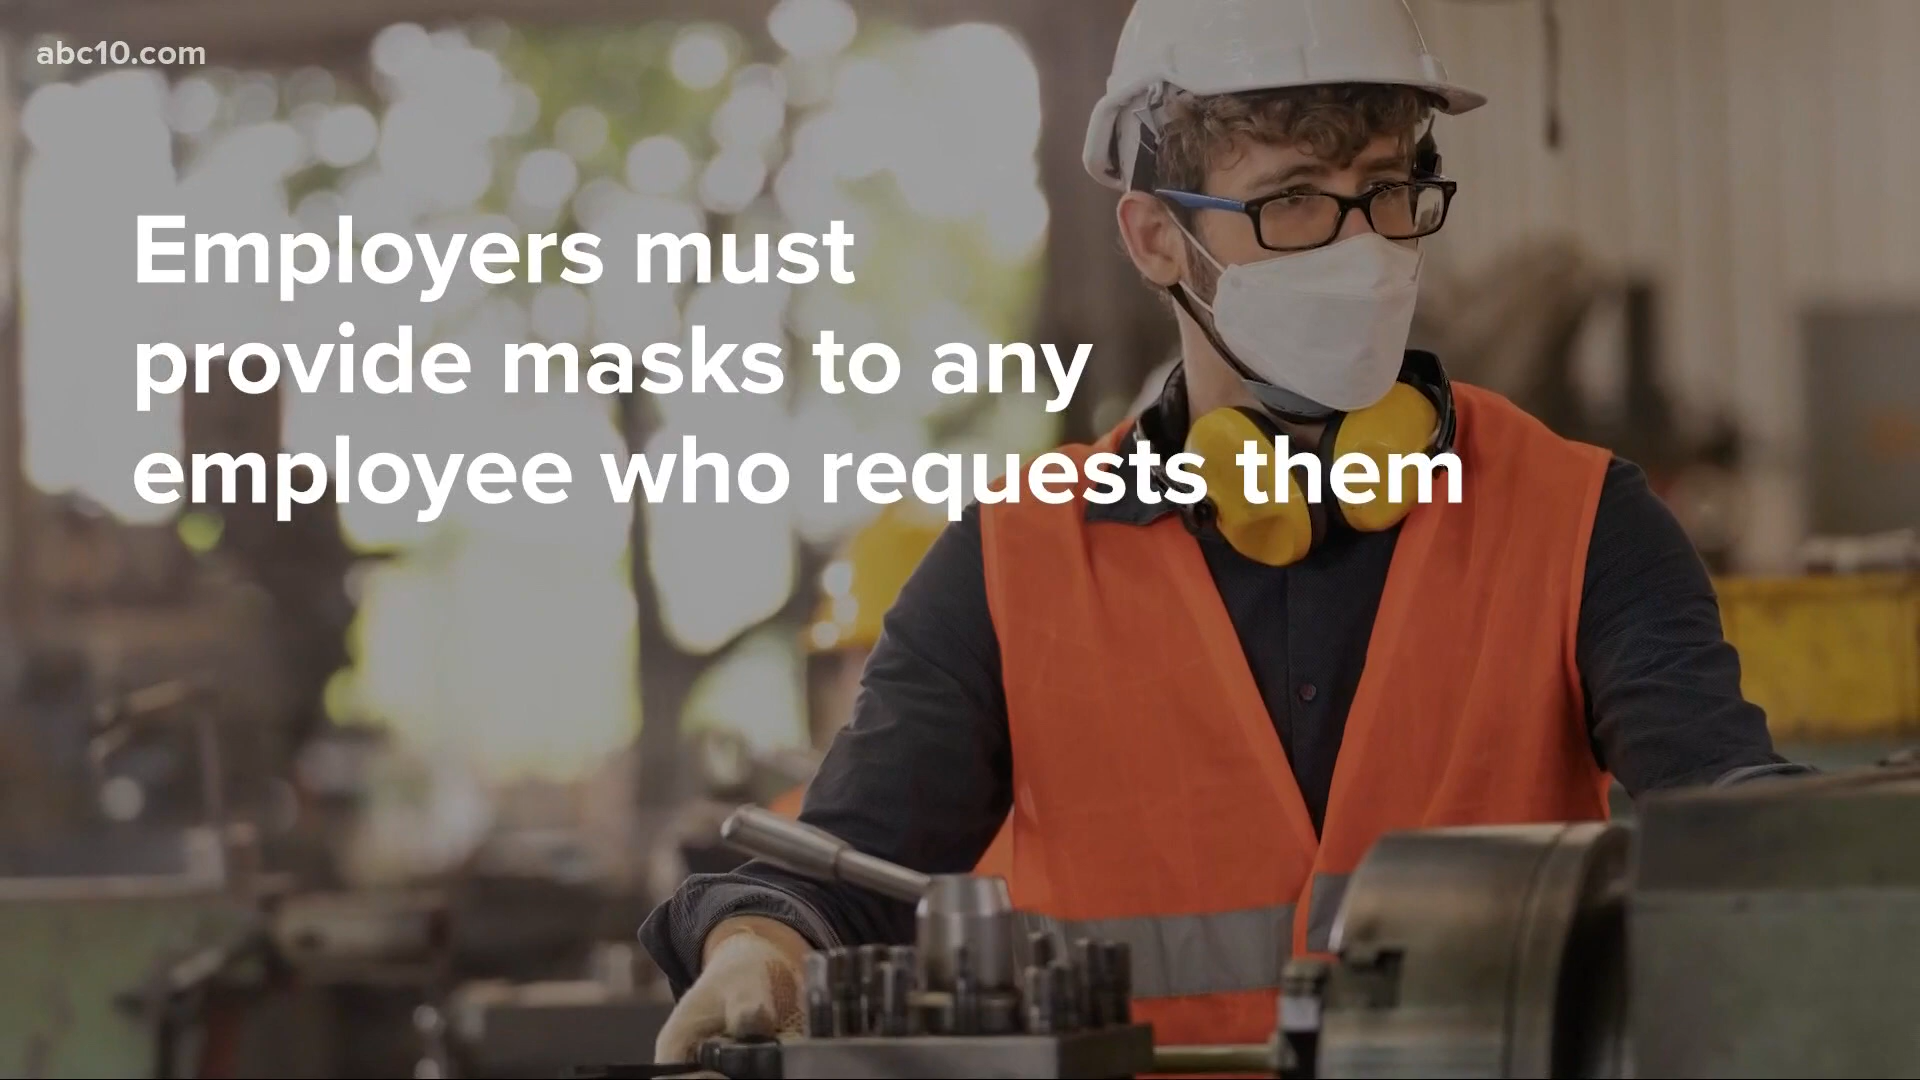 abc10.com
Employers must
provide masks to any
employee who requests them